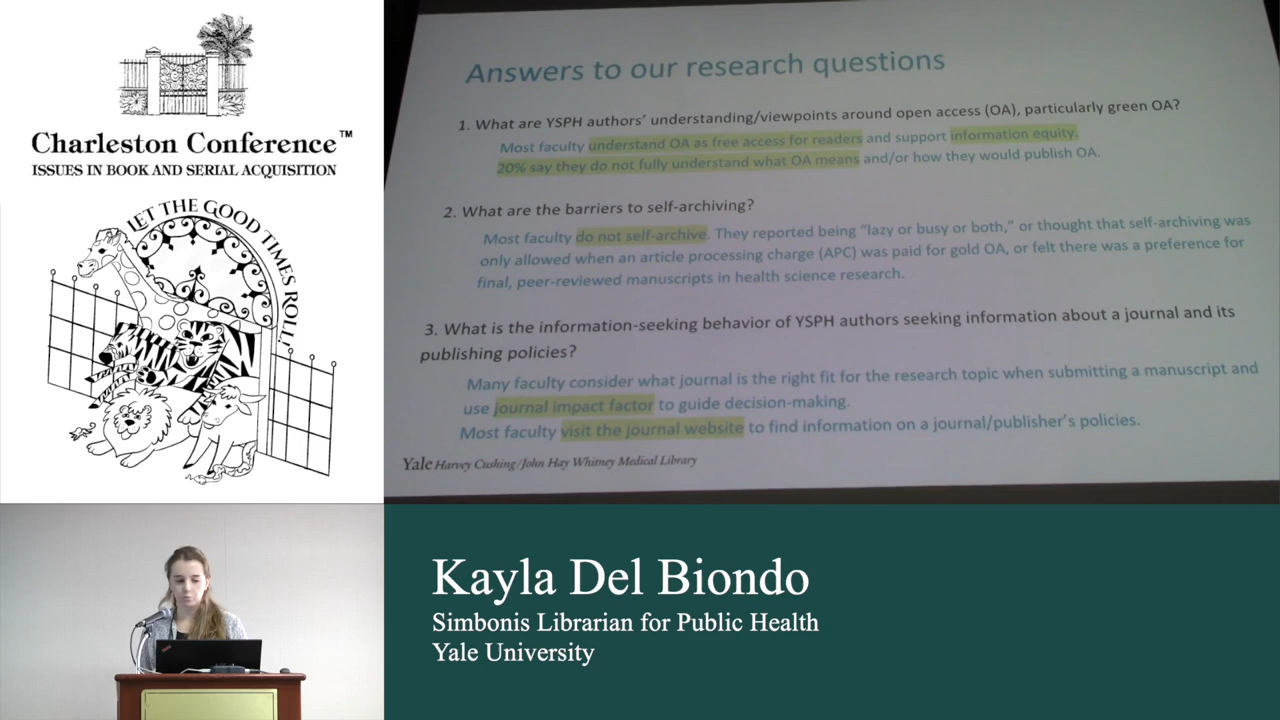 Charleston Conference™
ISSUES IN BOOK AND SERIAL ACQUISITION
LET THE GOOD TIMES ROLL!
Answers to our research questions
1. What are YSPH authors' understanding/viewpoints around open access (OA), particularly green OA?
Most faculty understand OA as free access for readers and support information equity.
20% say they do not fully understand what OA means and/or how they would publish OA.
2. What are the barriers to self-archiving?
Most faculty do not self-archive. They reported being "lazy or busy or both," or thought that self-archiving was
only allowed when an article processing charge (APC) was paid for gold OA, or felt there was a preference for
final, peer-reviewed manuscripts in health science research.
3. What is the information-seeking behavior of YSPH authors seeking information about a journal and its
publishing policies?
Many faculty consider what journal is the right fit for the research topic when submitting a manuscript and
use journal impact factor to guide decision-making.
Most faculty visit the journal website to find information on a journal/publisher's policies.
Yale Harvey Cushing/John Hay Whitney Medical Library
Kayla Del Biondo
Simbonis Librarian for Public Health
Yale University